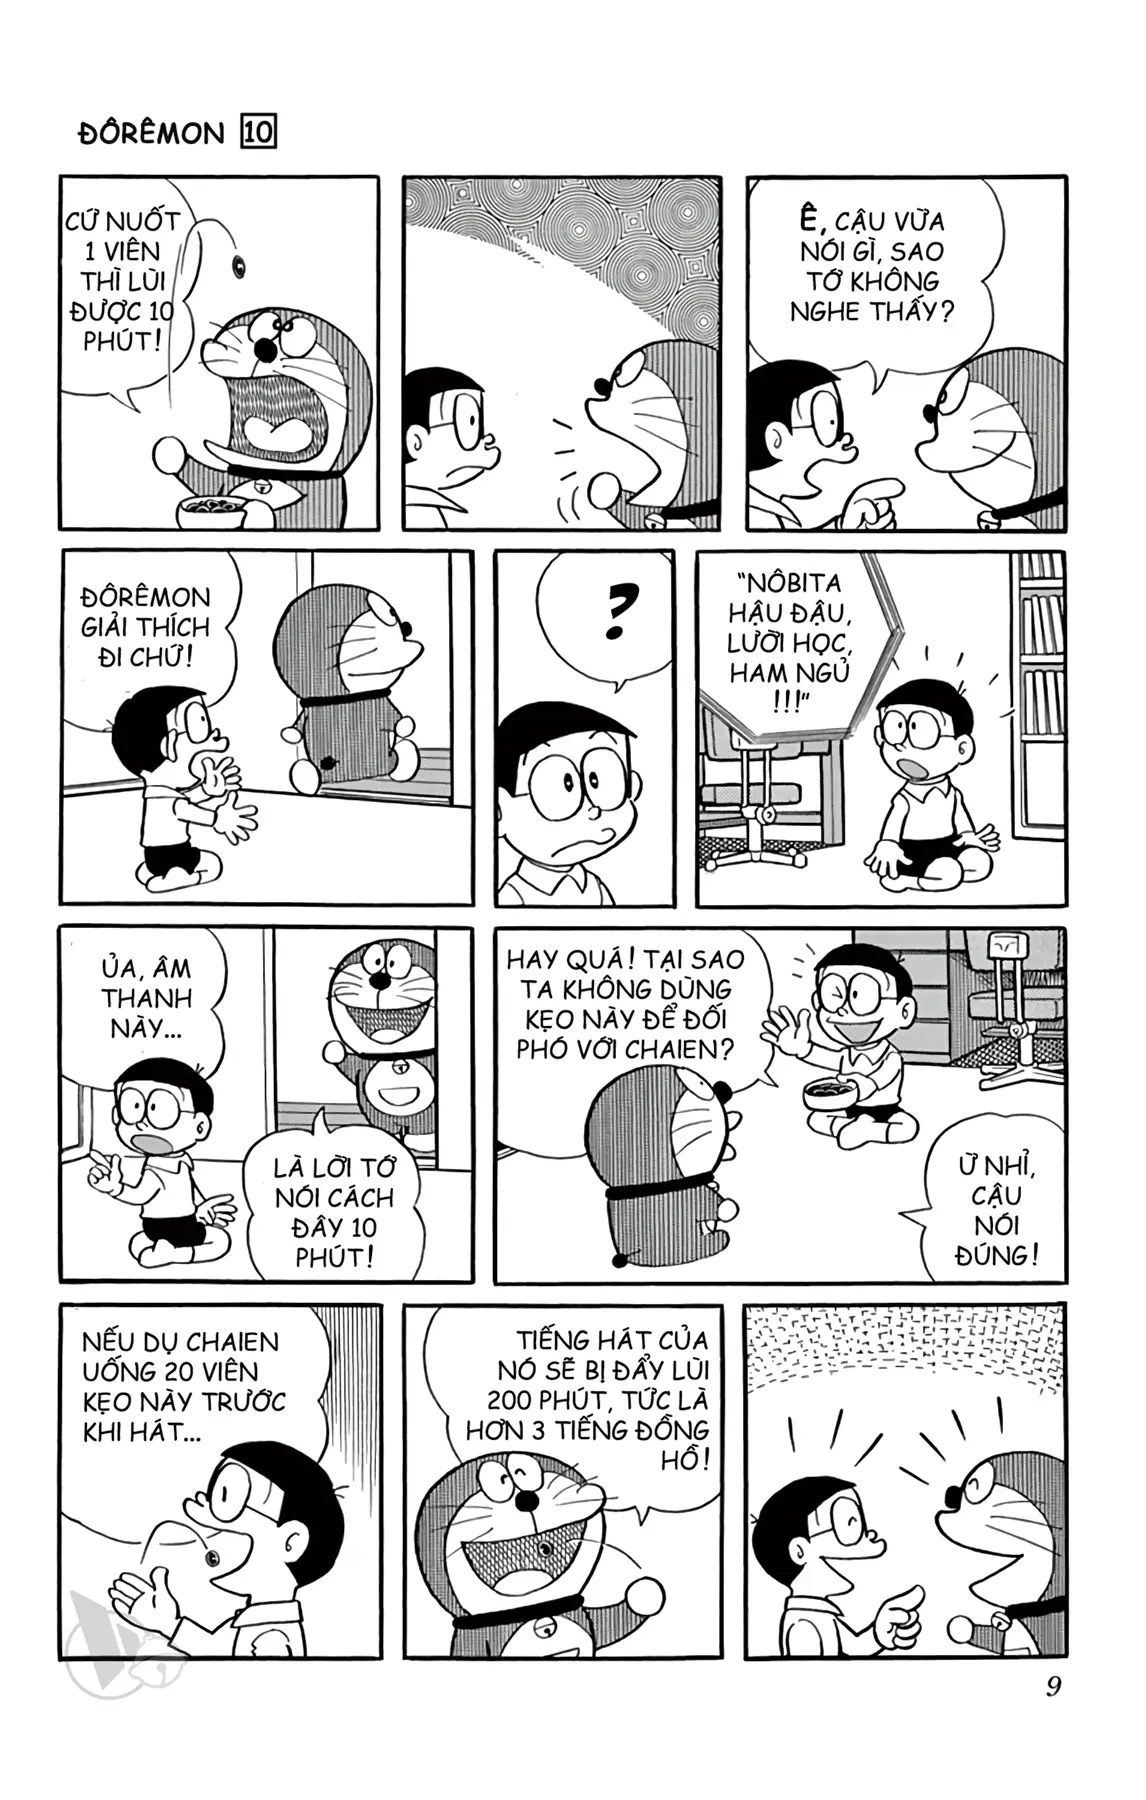 ĐÔRÊMON 10
CỨ NUỐT
1 VIÊN
THÌ LÙI
ĐƯỢC 10
PHÚT!
Ê, CẬU VỪA
NÓI GÌ, SAO
TỚ KHÔNG
NGHE THẤY?
ĐÔRÊMON
GIẢI THÍCH
ĐI CHỨ!
?
"NÔBITA
HẬU ĐẬU,
LƯỜI HỌC,
HAM NGỦ
!!!"
ỦA, ÂM
THANH
NÀY...
LÀ LỜI TỚ
NÓI CÁCH
ĐÂY 10
PHÚT!
HAY QUÁ! TẠI SAO
TA KHÔNG DÙNG
KẸO NÀY ĐỂ ĐỐI
PHÓ VỚI CHAIEN?
Ừ NHỈ,
CẬU
NÓI
ĐÚNG!
NẾU DỤ CHAIEN
UỐNG 20 VIÊN
KẸO NÀY TRƯỚC
KHI HÁT...
TIẾNG HÁT CỦA
NÓ SẼ BỊ ĐẨY LÙI
200 PHÚT, TỨC LÀ
HƠN 3 TIẾNG ĐỒNG
HỒ!
9